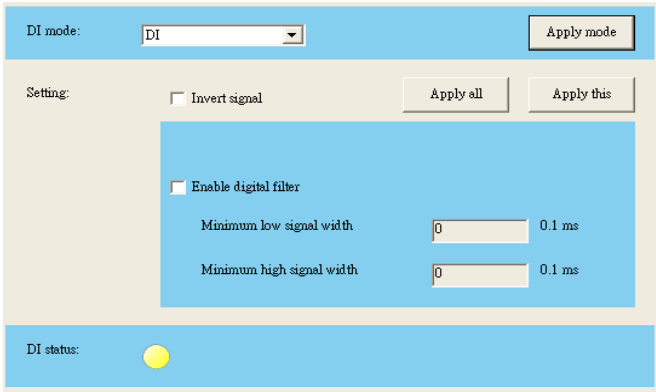 DI mode: DI Apply mode
Setting: Invert signal Apply all Apply this
Enable digital filter
Minimum low signal width 0 0.1 ms
Minimum high signal width 0 0.1 ms
DI status: